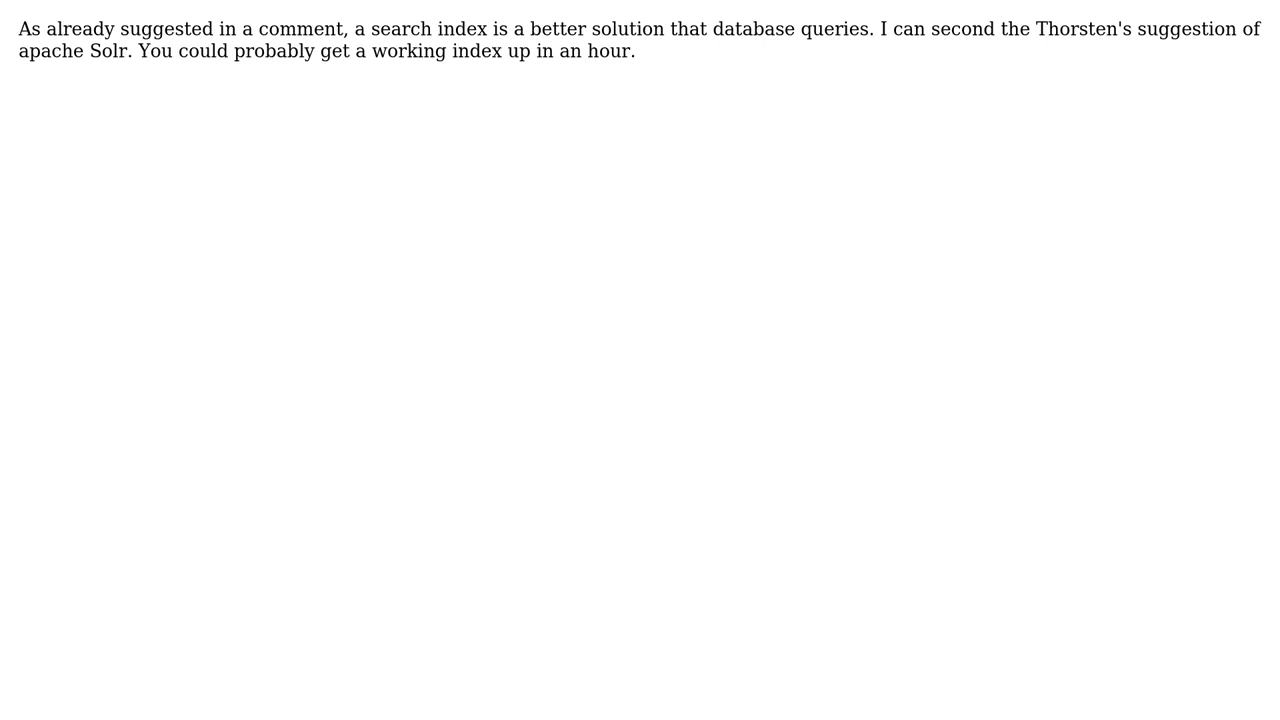 As already suggested in a comment, a search index is a better solution that database queries. I can second the Thorsten's suggestion of
apache Solr. You could probably get a working index up in an hour.